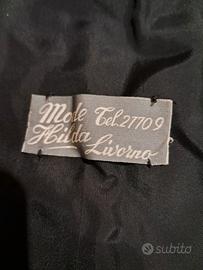 Mode Tel. 27709
Hilda Livorno
subito